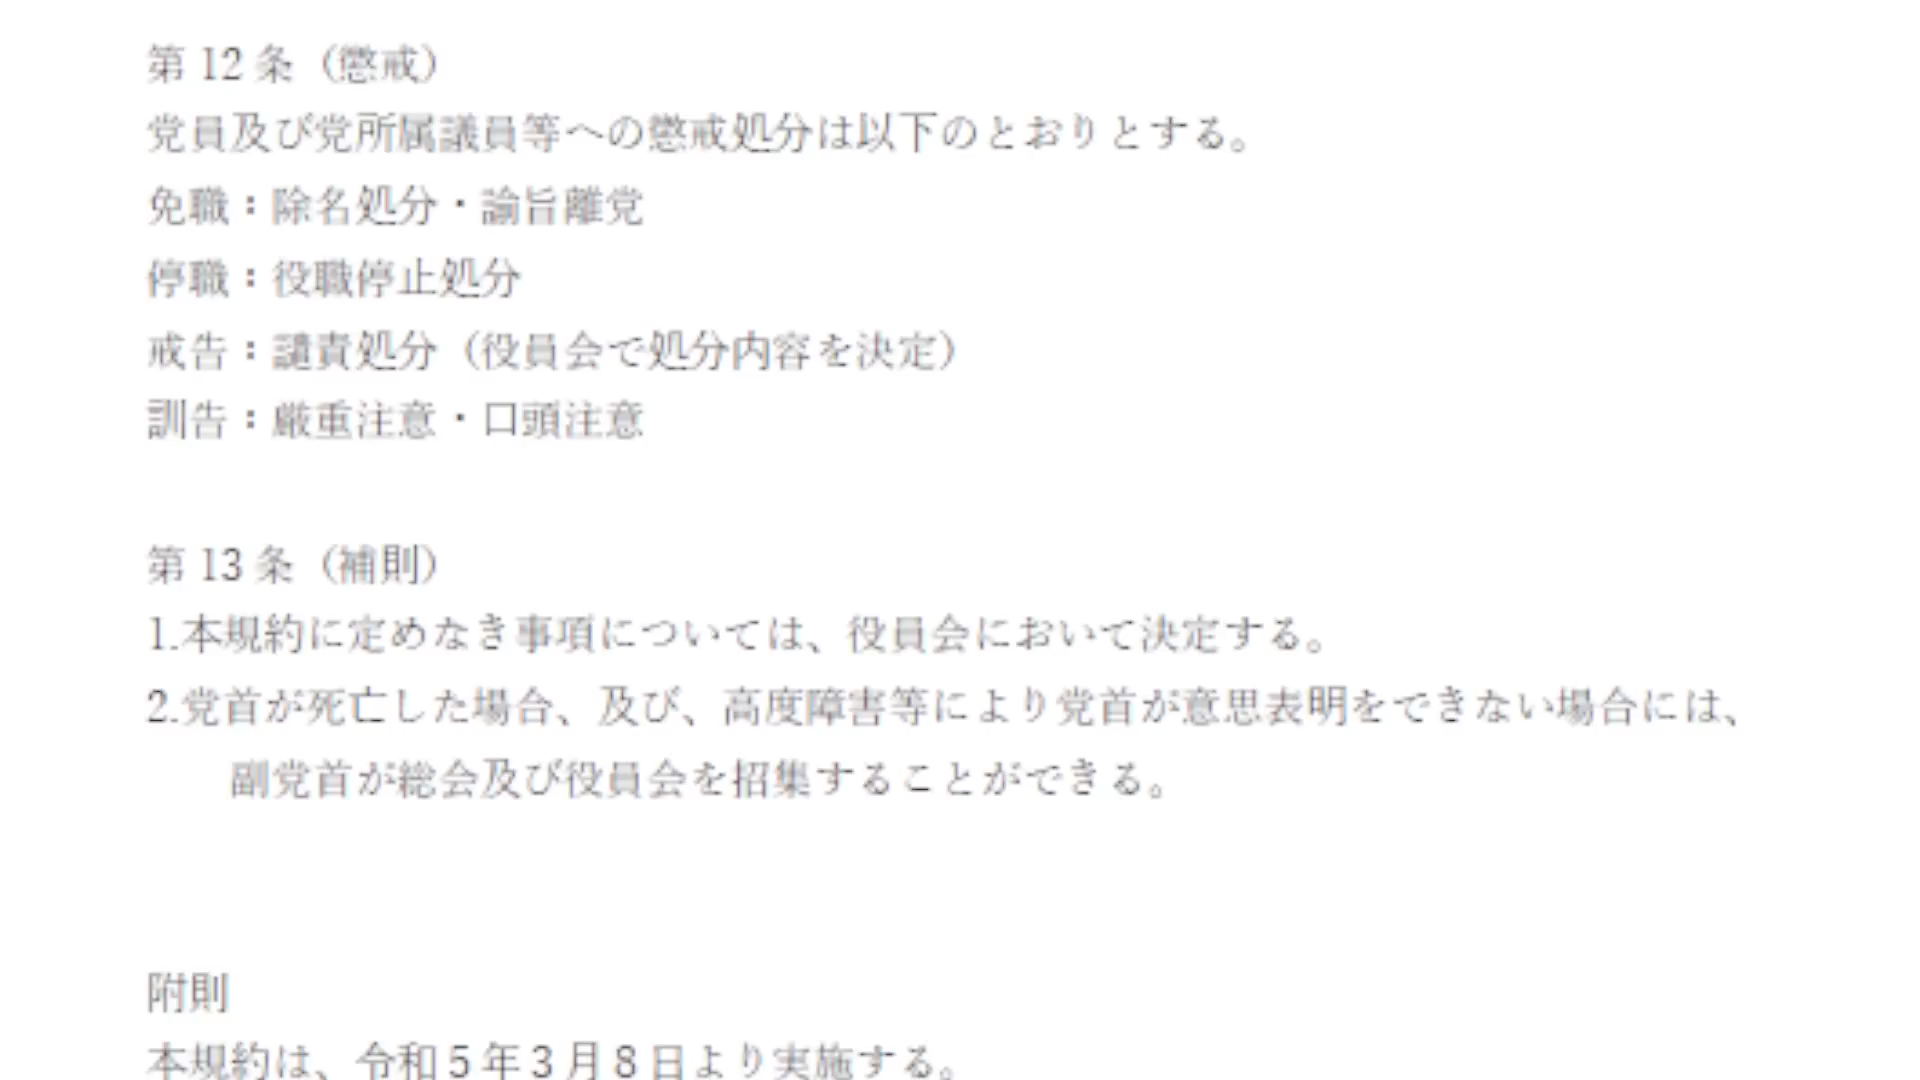 第 12 条（懲戒）
党員及び党所属議員等への懲戒処分は以下のとおりとする。
免職：除名処分・諭旨離党
停職：役職停止処分
戒告：譴責処分（役員会で処分内容を決定）
訓告：厳重注意・口頭注意
第 13 条（補則）
1.本規約に定めなき事項については、役員会において決定する。
2.党首が死亡した場合、及び、高度障害等により党首が意思表明をできない場合には、
副党首が総会及び役員会を招集することができる。
附則
本規約は、令和５年３月８日より実施する。